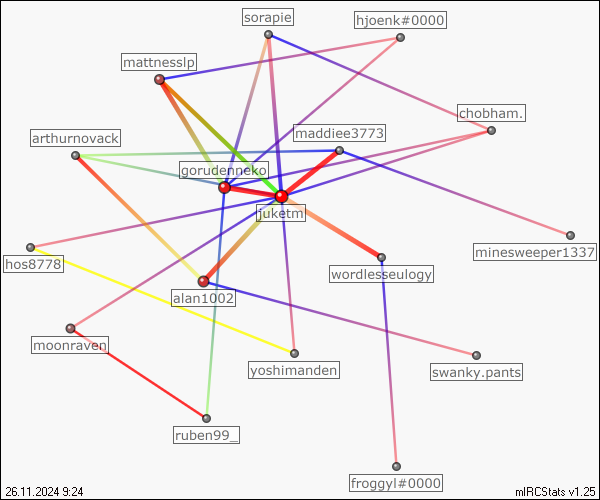 sorapie
hjoenk#0000
mattnesslp
chobham.
arthurnovack
maddiee3773
gorudenneko
juketm
hos8778
minesweeper1337
wordlesseulogy
alan1002
moonraven
yoshimanden
swanky.pants
ruben99_
froggyl#0000
26.11.2024 9:24
mIRCStats v1.25